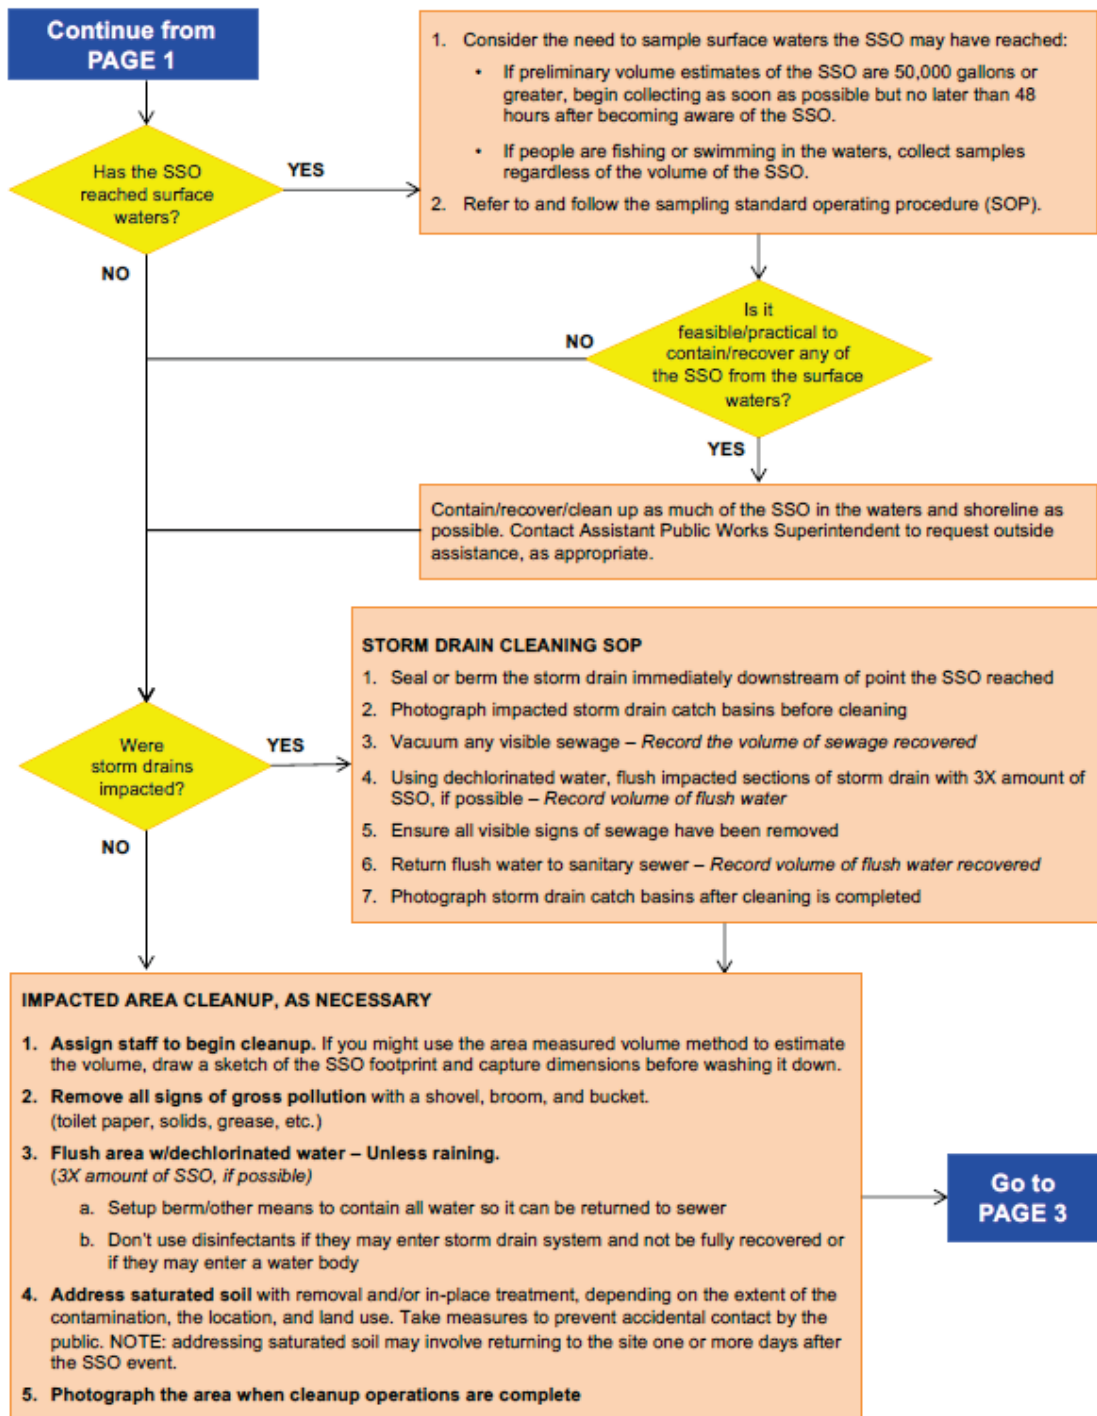 Continue from
PAGE 1
1. Consider the need to sample surface waters the SSO may have reached:
• If preliminary volume estimates of the SSO are 50,000 gallons or
greater, begin collecting as soon as possible but no later than 48
hours after becoming aware of the SSO.
• If people are fishing or swimming in the waters, collect samples
regardless of the volume of the SSO.
2. Refer to and follow the sampling standard operating procedure (SOP).
Has the SSO
reached surface
waters?
YES
NO
Is it
feasible/practical to
contain/recover any of
the SSO from the surface
waters?
NO
YES
Contain/recover/clean up as much of the SSO in the waters and shoreline as
possible. Contact Assistant Public Works Superintendent to request outside
assistance, as appropriate.
Were
storm drains
impacted?
YES
NO
STORM DRAIN CLEANING SOP
1. Seal or berm the storm drain immediately downstream of point the SSO reached
2. Photograph impacted storm drain catch basins before cleaning
3. Vacuum any visible sewage – Record the volume of sewage recovered
4. Using dechlorinated water, flush impacted sections of storm drain with 3X amount of
SSO, if possible – Record volume of flush water
5. Ensure all visible signs of sewage have been removed
6. Return flush water to sanitary sewer – Record volume of flush water recovered
7. Photograph storm drain catch basins after cleaning is completed
IMPACTED AREA CLEANUP, AS NECESSARY
1. Assign staff to begin cleanup. If you might use the area measured volume method to estimate
the volume, draw a sketch of the SSO footprint and capture dimensions before washing it down.
2. Remove all signs of gross pollution with a shovel, broom, and bucket.
(toilet paper, solids, grease, etc.)
3. Flush area w/dechlorinated water – Unless raining.
(3X amount of SSO, if possible)
a. Setup berm/other means to contain all water so it can be returned to sewer
b. Don't use disinfectants if they may enter storm drain system and not be fully recovered or
if they may enter a water body
4. Address saturated soil with removal and/or in-place treatment, depending on the extent of the
contamination, the location, and land use. Take measures to prevent accidental contact by the
public. NOTE: addressing saturated soil may involve returning to the site one or more days after
the SSO event.
5. Photograph the area when cleanup operations are complete
Go to
PAGE 3